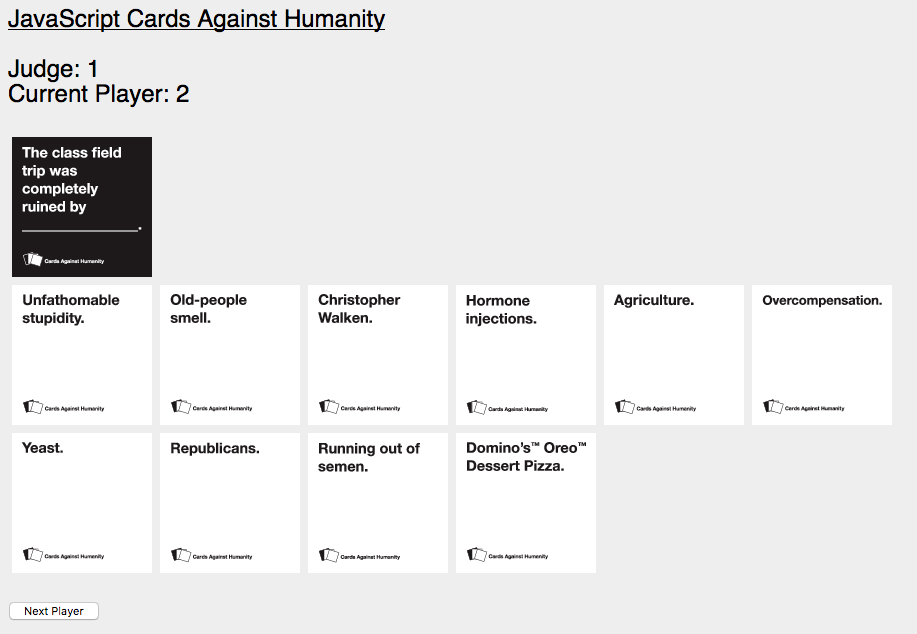 JavaScript Cards Against Humanity
Judge: 1
Current Player: 2
The class field
trip was
completely
ruined by
____________.
Cards Against Humanity
Unfathomable
stupidity.
Cards Against Humanity
Old-people
smell.
Cards Against Humanity
Christopher
Walken.
Cards Against Humanity
Hormone
injections.
Cards Against Humanity
Agriculture.
Cards Against Humanity
Overcompensation.
Cards Against Humanity
Yeast.
Cards Against Humanity
Republicans.
Cards Against Humanity
Running out of
semen.
Cards Against Humanity
Domino’s™ Oreo™
Dessert Pizza.
Cards Against Humanity
Next Player